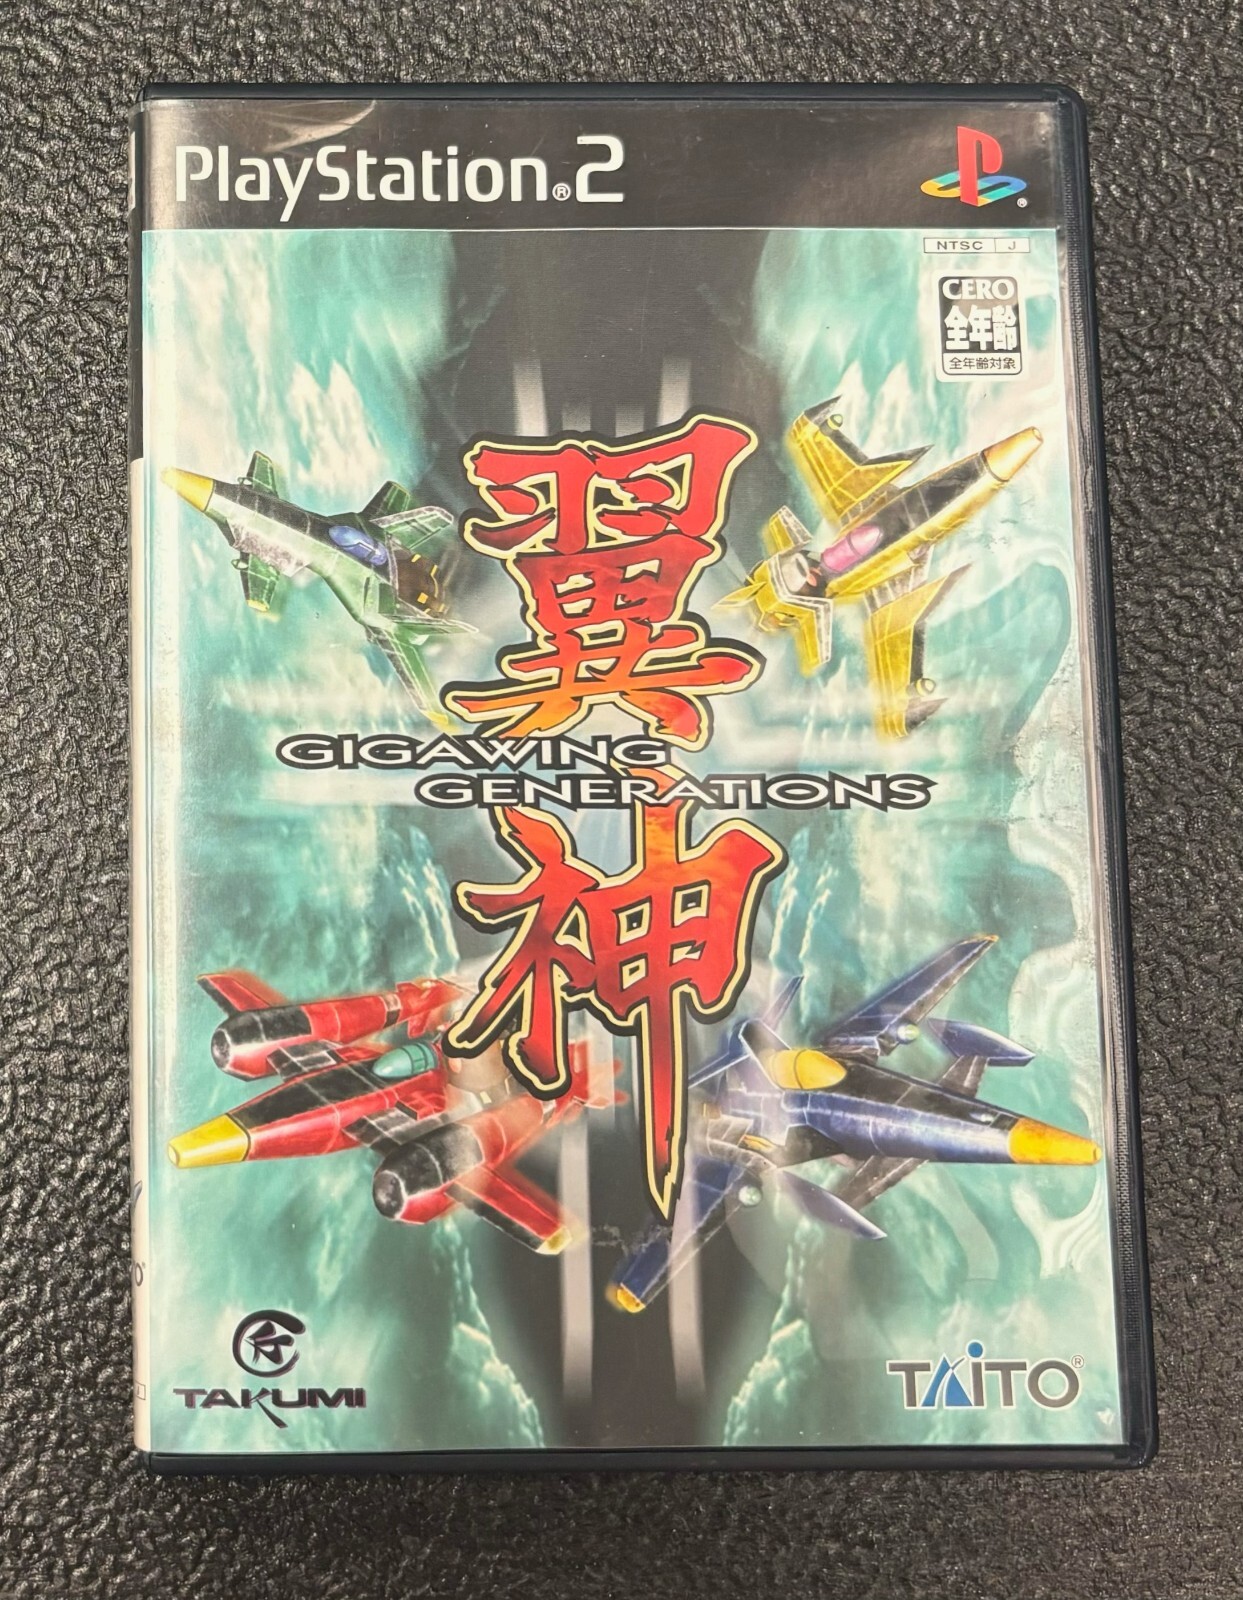 PlayStation®2
®
NTSC J
CERO
全年齢
全年齢対象
翼
GIGAWING
GENERATIONS
神
TAKUMI
TAITO®